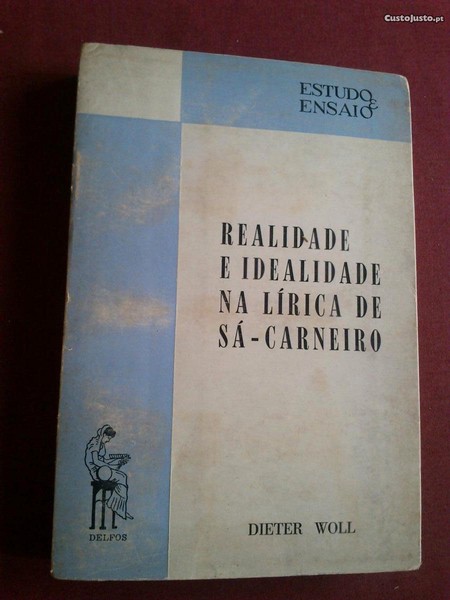 CustoJusto.pt
ESTUDO
&
ENSAIO
REALIDADE
E IDEALIDADE
NA LÍRICA DE
SÁ-CARNEIRO
DELFOS
DIETER WOLL